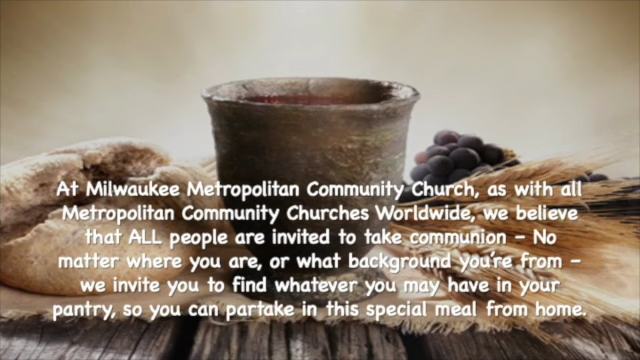 At Milwaukee Metropolitan Community Church, as with all
Metropolitan Community Churches Worldwide, we believe
that ALL people are invited to take communion – No
matter where you are, or what background you're from –
we invite you to find whatever you may have in your
pantry, so you can partake in this special meal from home.